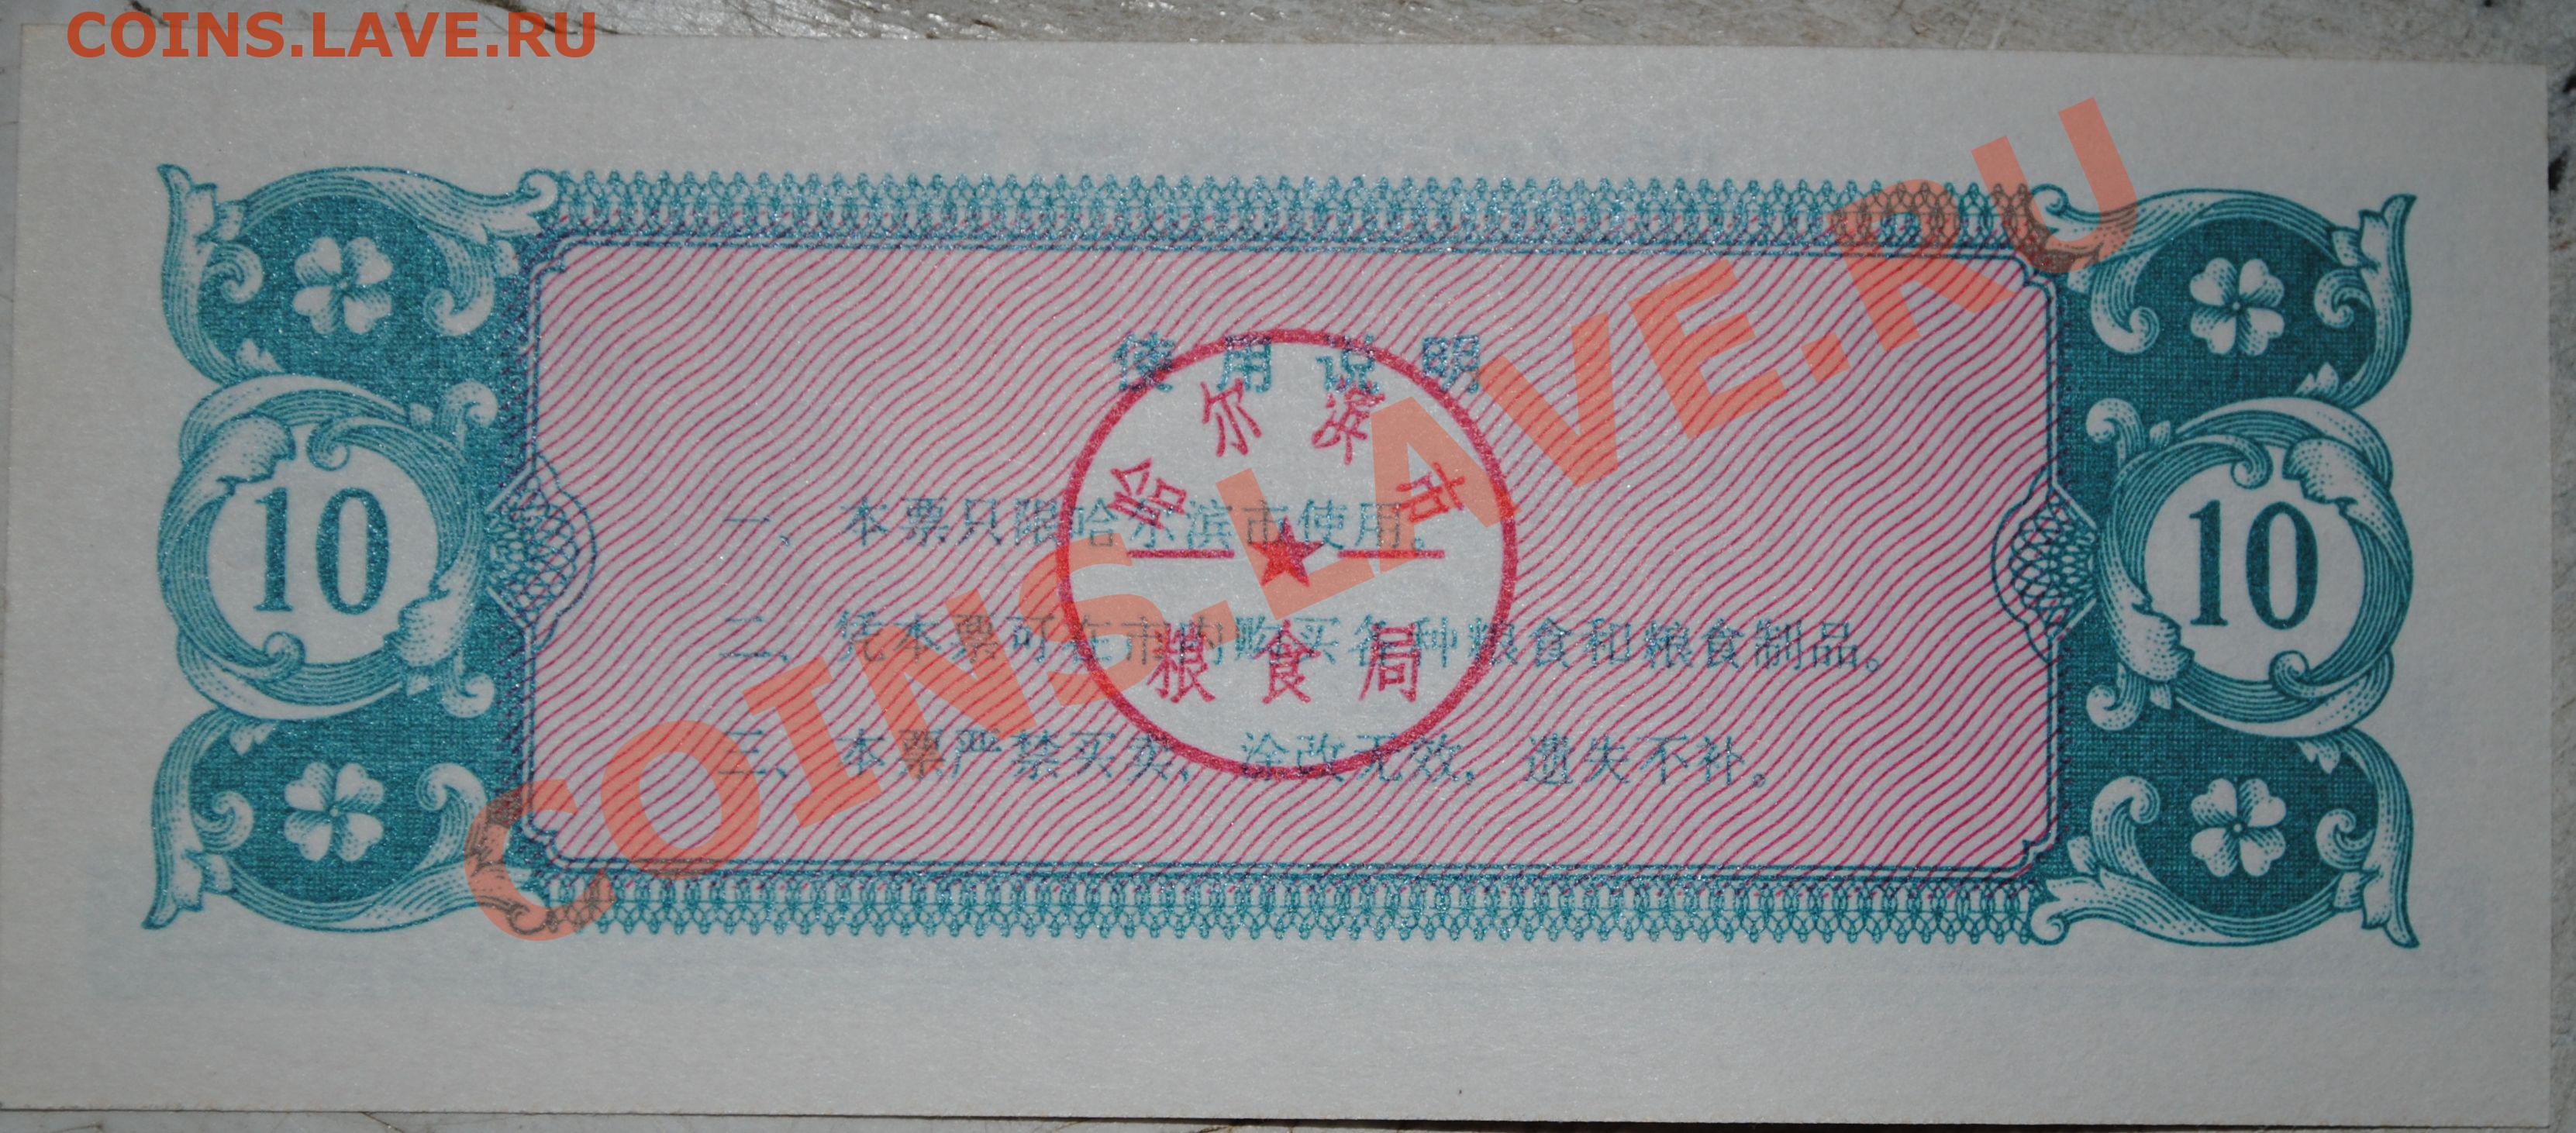 COINS.LAVE.RU
使用说明
哈尔滨市
一、本票只限哈尔滨市使用。
10
10
二、凭本票可在市内购买各种粮食和粮食制品。
粮食局
三、本票严禁买卖，涂改无效，遗失不补。
COINS.LAVE.RU